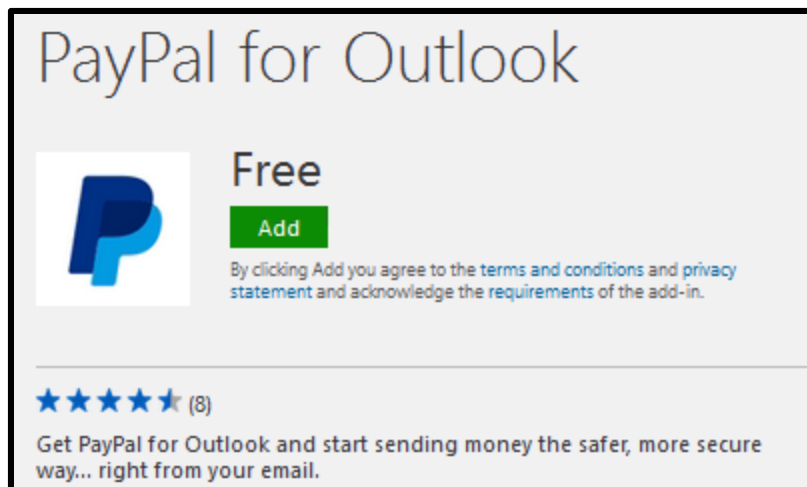 PayPal for Outlook
Free
Add
By clicking Add you agree to the terms and conditions and privacy
statement and acknowledge the requirements of the add-in.
(8)
Get PayPal for Outlook and start sending money the safer, more secure
way... right from your email.